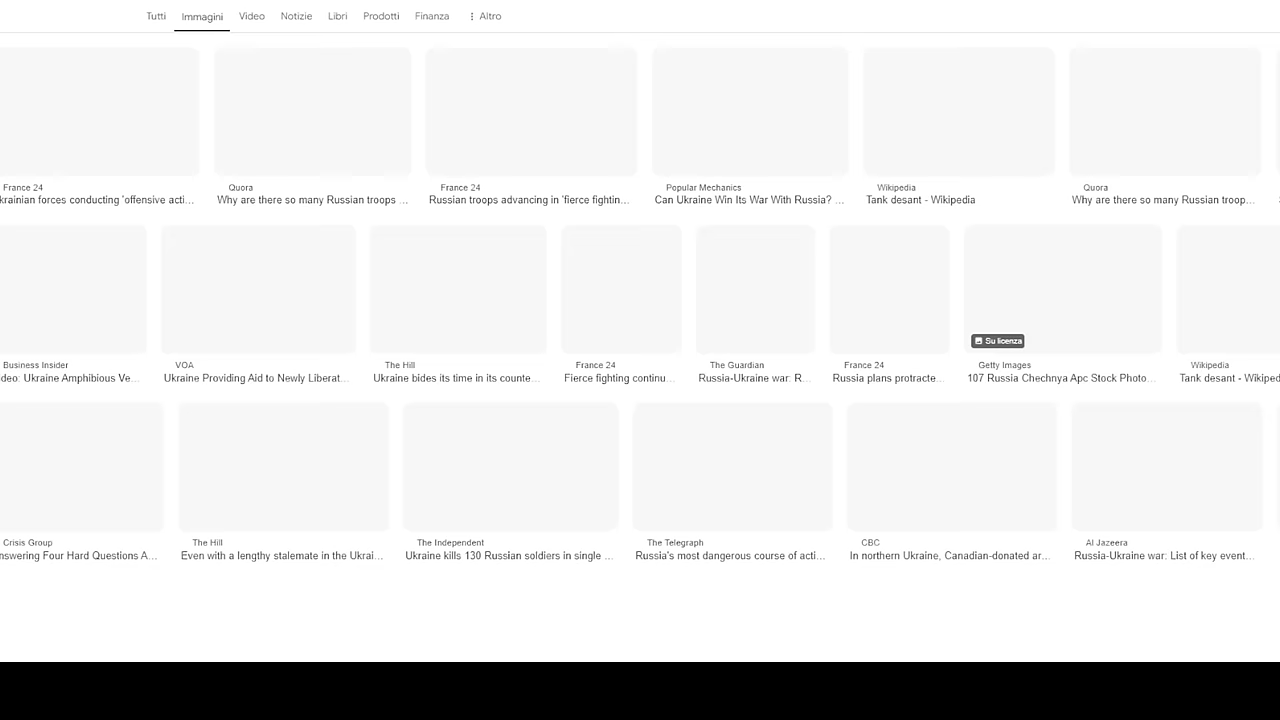 Tutti Immagini Video Notizie Libri Prodotti Finanza Altro
France 24 Quora France 24 Popular Mechanics Wikipedia Quora
krainian forces conducting 'offensive acti... Why are there so many Russian troops ... Russian troops advancing in 'fierce fightin... Can Ukraine Win Its War With Russia? ... Tank desant - Wikipedia Why are there so many Russian troop...
Su licenza
Business Insider VOA The Hill France 24 The Guardian France 24 Getty Images Wikipedia
deo: Ukraine Amphibious Ve... Ukraine Providing Aid to Newly Liberat... Ukraine bides its time in its counte... Fierce fighting continu... Russia-Ukraine war: R... Russia plans protracte... 107 Russia Chechnya Apc Stock Photo... Tank desant - Wikiped
Crisis Group The Hill The Independent The Telegraph CBC Al Jazeera
nswering Four Hard Questions A... Even with a lengthy stalemate in the Ukrai... Ukraine kills 130 Russian soldiers in single ... Russia's most dangerous course of acti... In northern Ukraine, Canadian-donated ar... Russia-Ukraine war: List of key event...